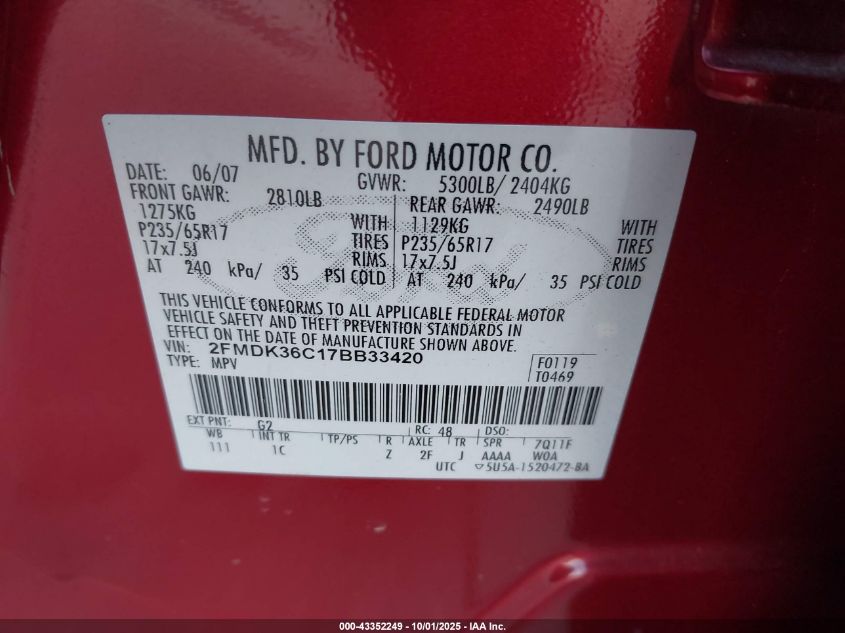 MFD. BY FORD MOTOR CO.
DATE: 06/07 GVWR: 5300LB/ 2404KG
FRONT GAWR: 2810LB REAR GAWR: 2490LB
1275KG WITH 1129KG WITH
P235/65R17 TIRES P235/65R17 TIRES
17x7.5J RIMS 17x7.5J RIMS
AT 240 kPa/ 35 PSI COLD AT 240 kPa/ 35 PSI COLD
Ford
THIS VEHICLE CONFORMS TO ALL APPLICABLE FEDERAL MOTOR
VEHICLE SAFETY AND THEFT PREVENTION STANDARDS IN
EFFECT ON THE DATE OF MANUFACTURE SHOWN ABOVE.
VIN: 2FMDK36C17BB33420 F0119
TYPE: MPV T0469
EXT PNT: G2 RC: 48 DSO:
WB INT TR TP/PS R AXLE TR SPR 7Q11F
111 1C Z 2F J AAAA WOA
UTC ▽5U5A-1520472-BA
000-43352249 - 10/01/2025 - IAA Inc.